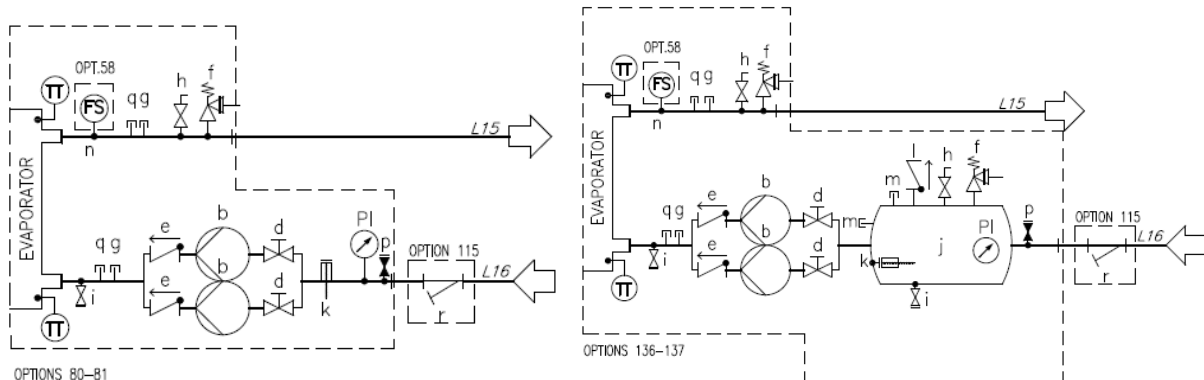 OPT.58
TT
FS
q g
h
f
n
L15
EVAPORATOR
b
e
d
PI
p
OPTION 115
q g
b
L16
e
d
i
k
r
TT
OPTIONS 80-81
OPT.58
TT
FS
q g
h
f
n
L15
EVAPORATOR
l
h
f
m
b
e
d
m
PI
p
OPTION 115
q g
b
j
L16
e
d
k
i
i
r
TT
OPTIONS 136-137